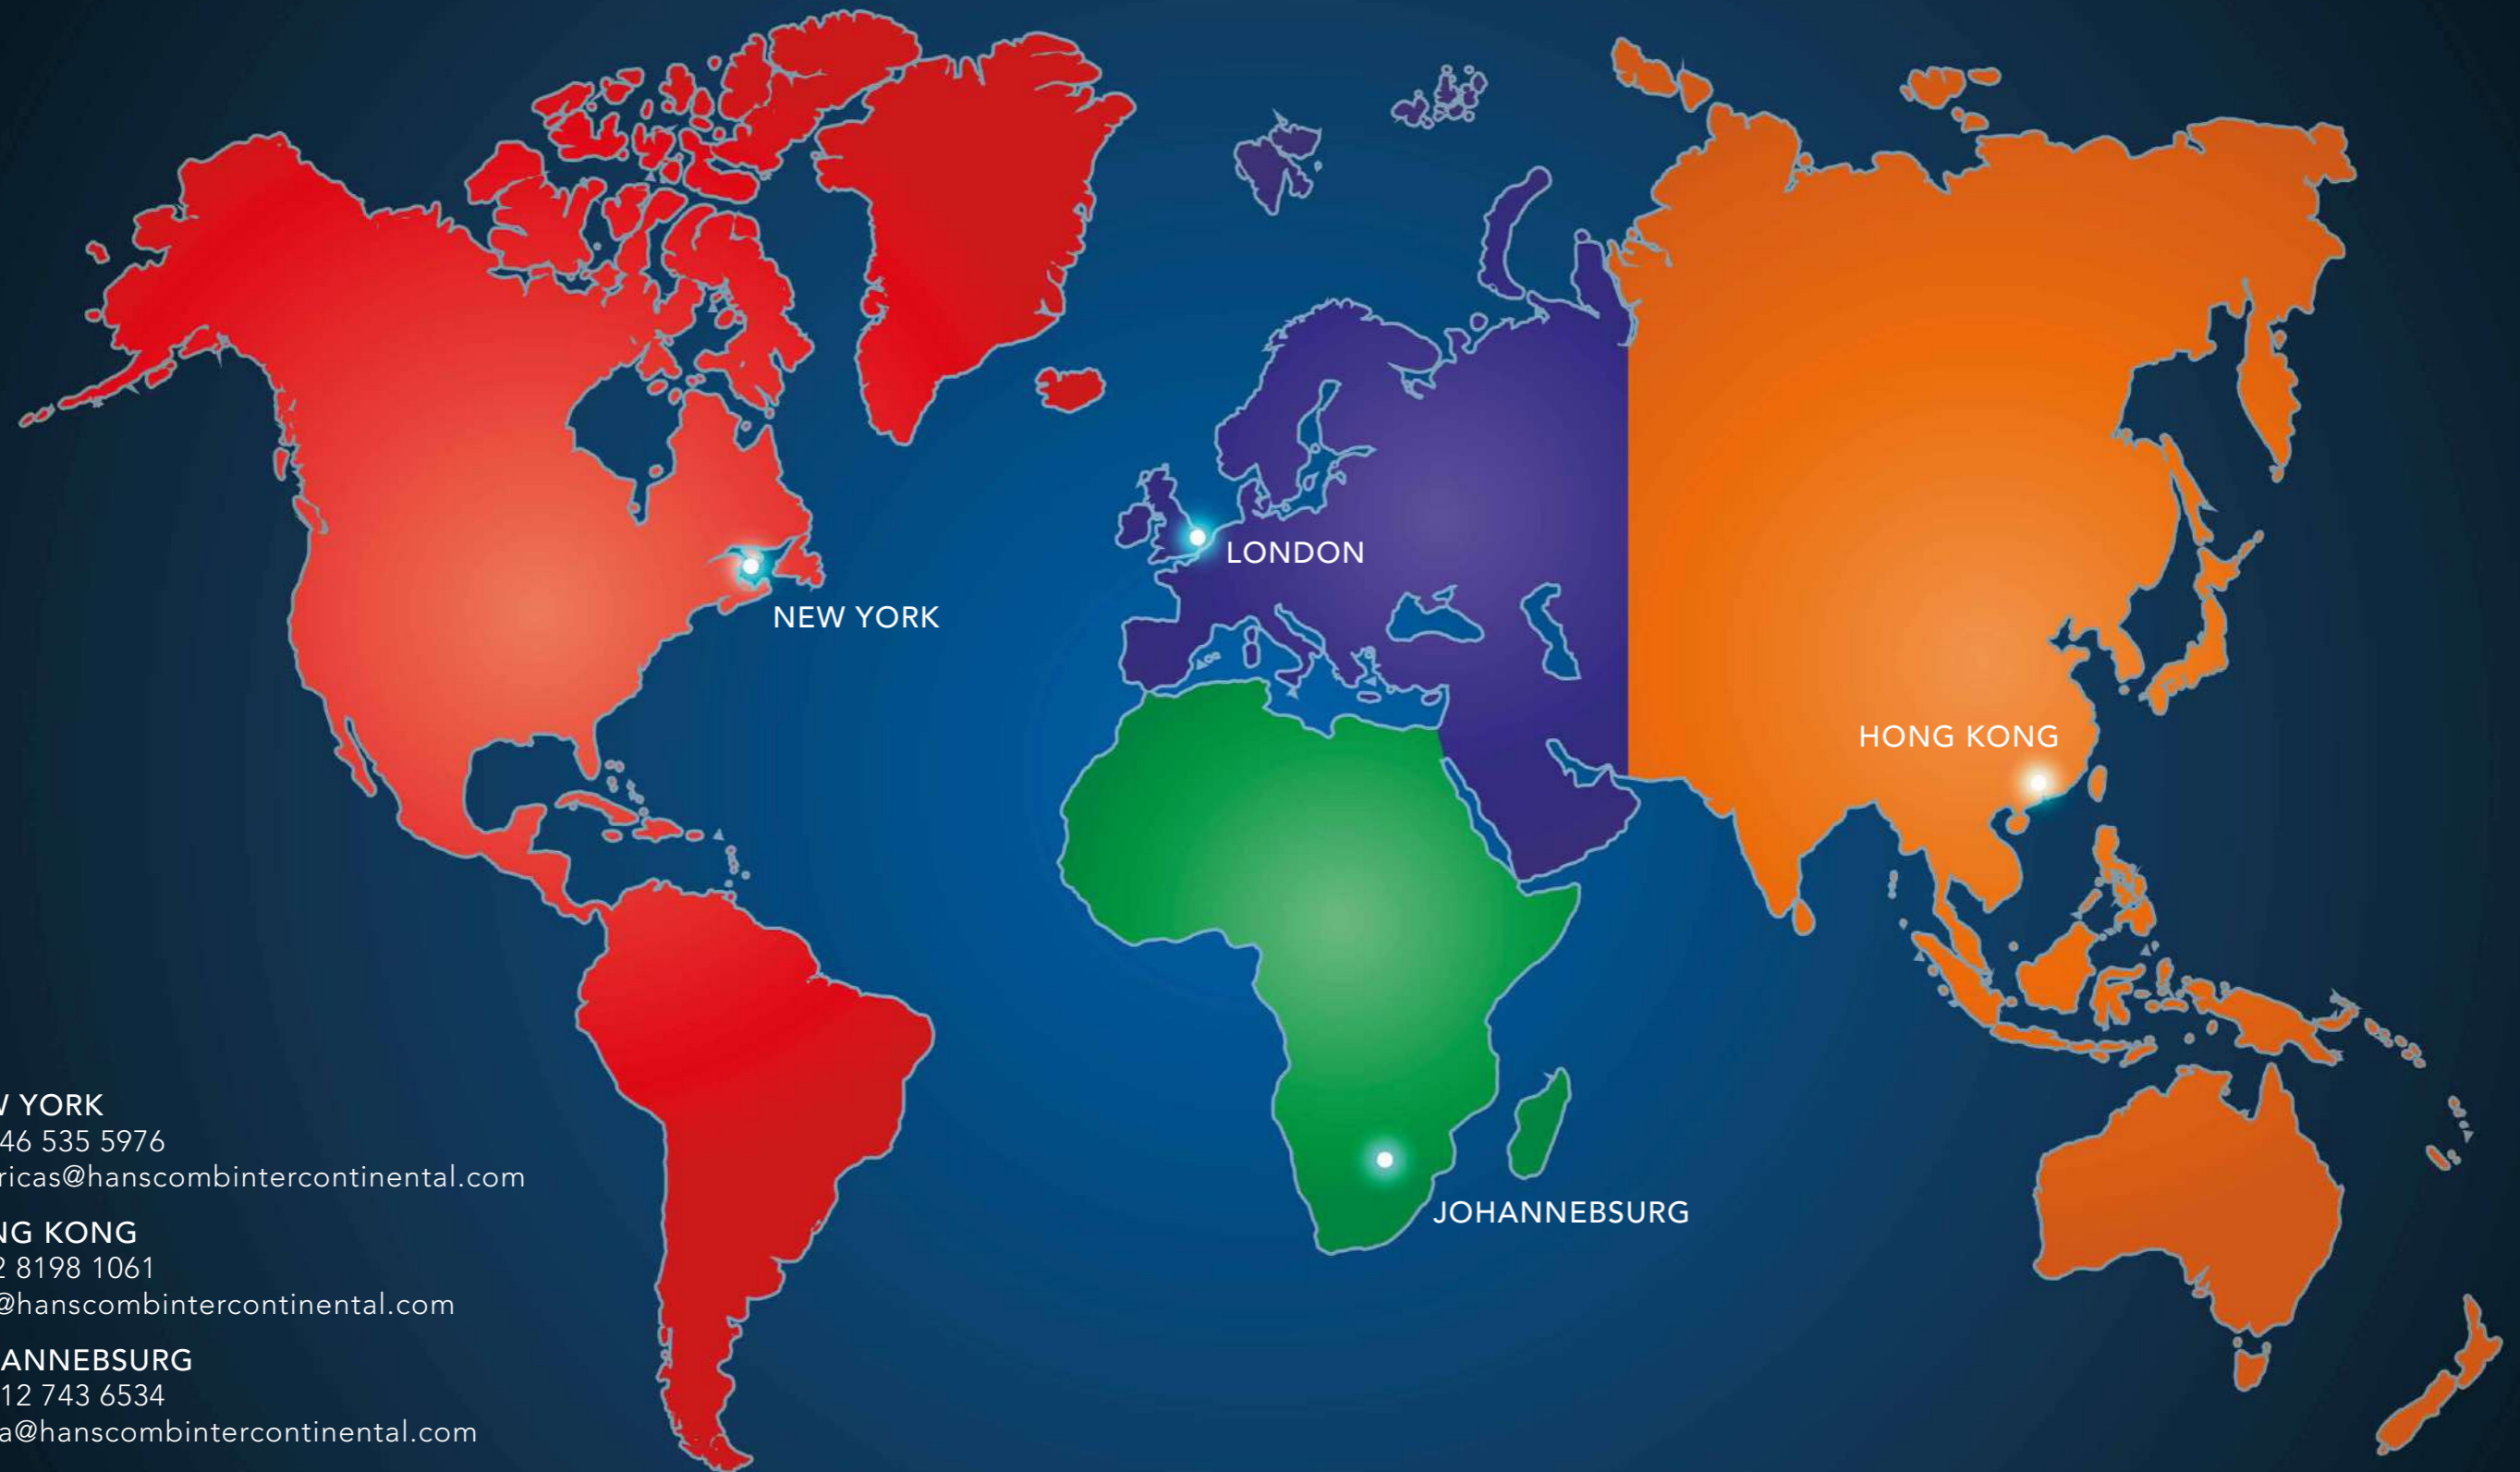 LONDON
NEW YORK
HONG KONG
JOHANNEBSURG
W YORK
46 535 5976
ricas@hanscombintercontinental.com
NG KONG
2 8198 1061
@hanscombintercontinental.com
ANNEBSURG
12 743 6534
a@hanscombintercontinental.com